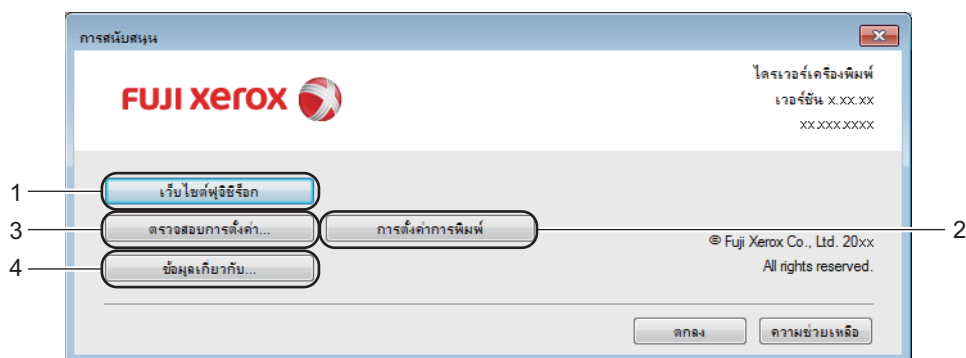 การสนับสนุน
FUJI xerox
ไดรเวอร์เครื่องพิมพ์
เวอร์ชัน x.xx.xx
xx.xxx.xxxx
1
เว็บไซต์ฟูจิซีร็อก
3
ตรวจสอบการตั้งค่า...
การตั้งค่าการพิมพ์
2
© Fuji Xerox Co., Ltd. 20xx
4
ข้อมูลเกี่ยวกับ...
All rights reserved.
ตกลง
ความช่วยเหลือ